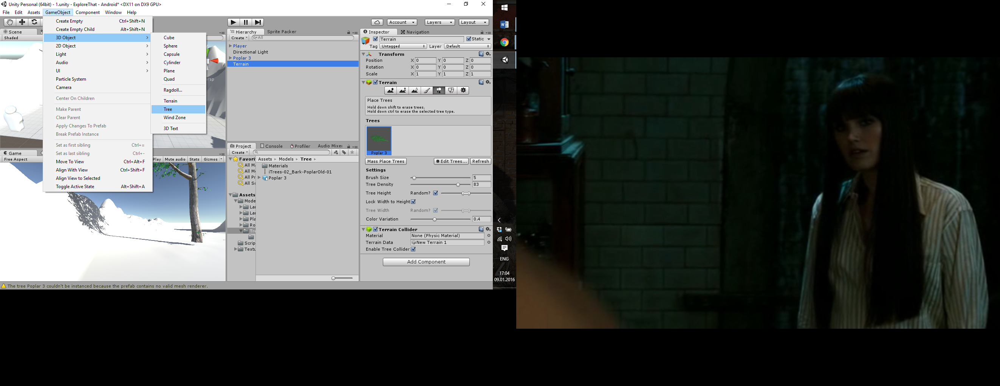 Unity Personal (64bit) - 1.unity - ExploreThat - Android* <DX11 on DX9 GPU>
File Edit Assets GameObject Component Window Help
Account Layers Layout
Create Empty Ctrl+Shift+N
Create Empty Child Alt+Shift+N
3D Object
2D Object
Light
Audio
UI
Particle System
Camera
Center On Children
Make Parent
Clear Parent
Apply Changes To Prefab
Break Prefab Instance
Set as first sibling Ctrl+=
Set as last sibling Ctrl+-
Move To View Ctrl+Alt+F
Align With View Ctrl+Shift+F
Align View to Selected
Toggle Active State Alt+Shift+A
Cube
Sphere
Capsule
Cylinder
Plane
Quad
Ragdoll...
Terrain
Tree
Wind Zone
3D Text
Scene
Shaded
ersp
Game
Free Aspect
Play Mute audio Stats Gizmos
Hierarchy Sprite Packer
Create All
Player
Directional Light
Poplar 3
Terrain
Project Console Profiler Audio Mixer
Create
Favori
All M
All M
All Pr
All Sc
Assets
Mode
Lar
Lar
Pla
Ro
Tre
Scrip
Textu
Assets Models Tree
Materials
iTrees-02_Bark-PoplarOld-01
Poplar 3
Inspector Navigation
Terrain Static
Tag Untagged Layer Default
Transform
Position X 0 Y 0 Z 0
Rotation X 0 Y 0 Z 0
Scale X 1 Y 1 Z 1
Terrain
Place Trees
Hold down shift to erase trees.
Hold down ctrl to erase the selected tree type.
Trees
Poplar 3
Mass Place Trees Edit Trees... Refresh
Settings
Brush Size 5
Tree Density 83
Tree Height Random?
Lock Width to Height
Tree Width Random?
Color Variation 0.4
Terrain Collider
Material None (Physic Material)
Terrain Data New Terrain 1
Enable Tree Collider
Add Component
The tree Poplar 3 couldn't be instanced because the prefab contains no valid mesh renderer.
ENG
17:04
09.01.2016